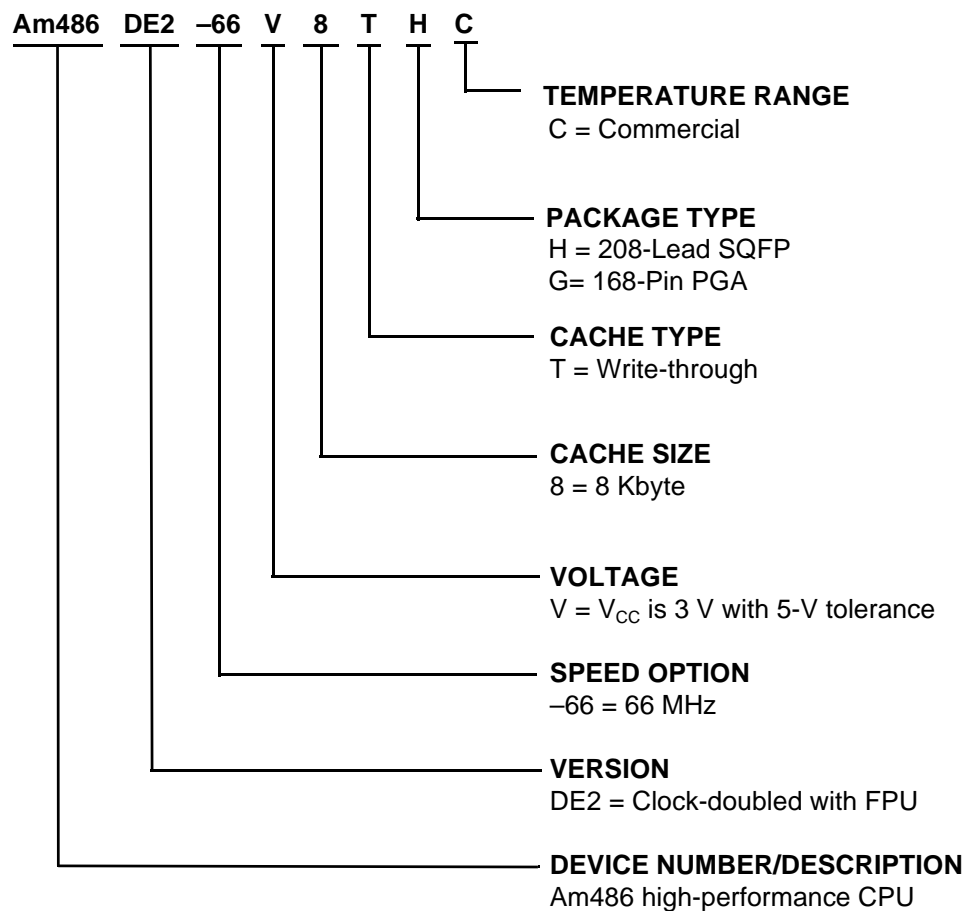 Am486 DE2 –66 V 8 T H C
TEMPERATURE RANGE
C = Commercial
PACKAGE TYPE
H = 208-Lead SQFP
G= 168-Pin PGA
CACHE TYPE
T = Write-through
CACHE SIZE
8 = 8 Kbyte
VOLTAGE
V = VCC is 3 V with 5-V tolerance
SPEED OPTION
–66 = 66 MHz
VERSION
DE2 = Clock-doubled with FPU
DEVICE NUMBER/DESCRIPTION
Am486 high-performance CPU